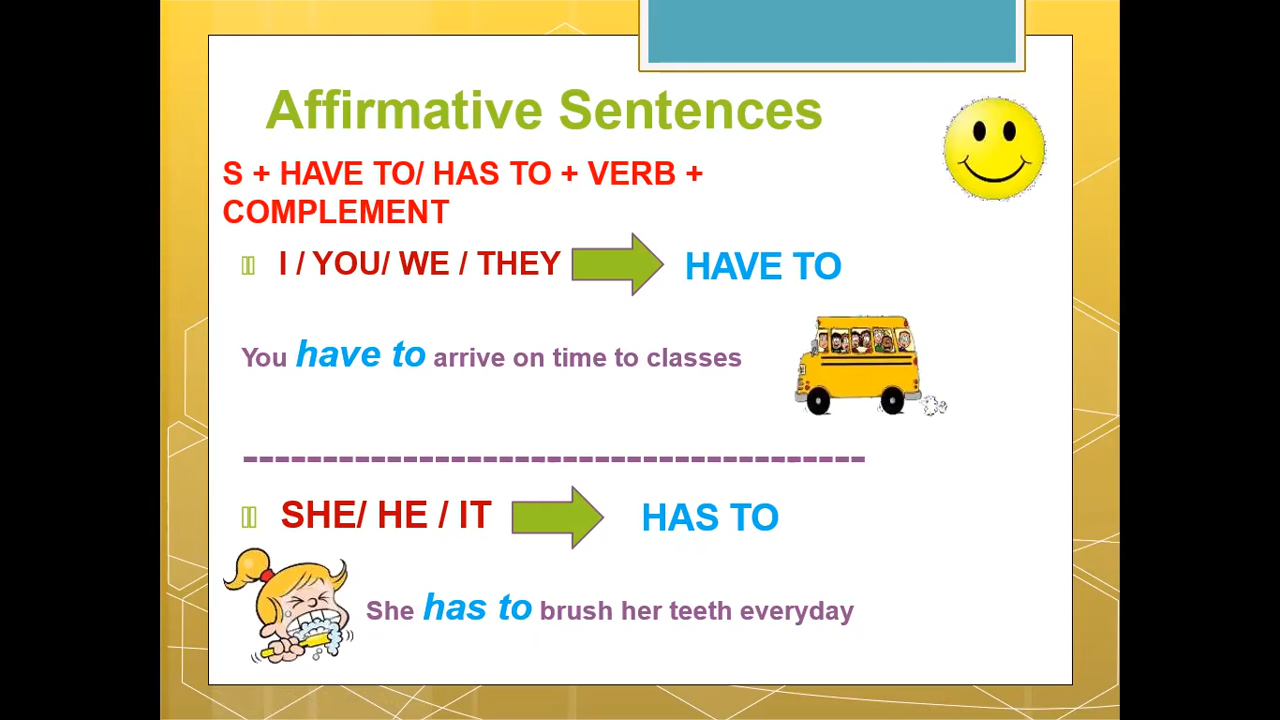 Affirmative Sentences
S + HAVE TO/ HAS TO + VERB +
COMPLEMENT
I / YOU/ WE / THEY HAVE TO
You have to arrive on time to classes
---------------------------------------
SHE/ HE / IT HAS TO
She has to brush her teeth everyday